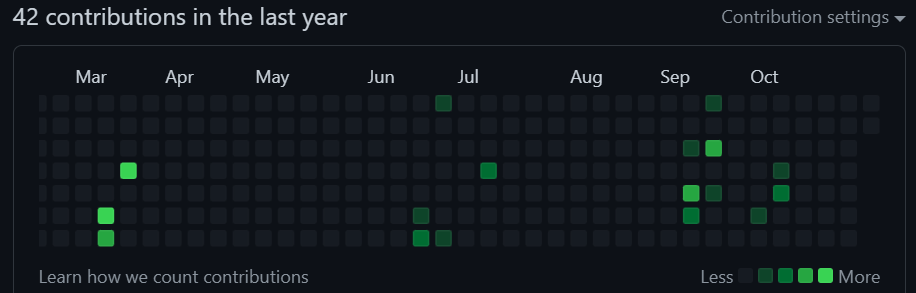 42 contributions in the last year
Contribution settings
Mar Apr May Jun Jul Aug Sep Oct
Learn how we count contributions
Less More